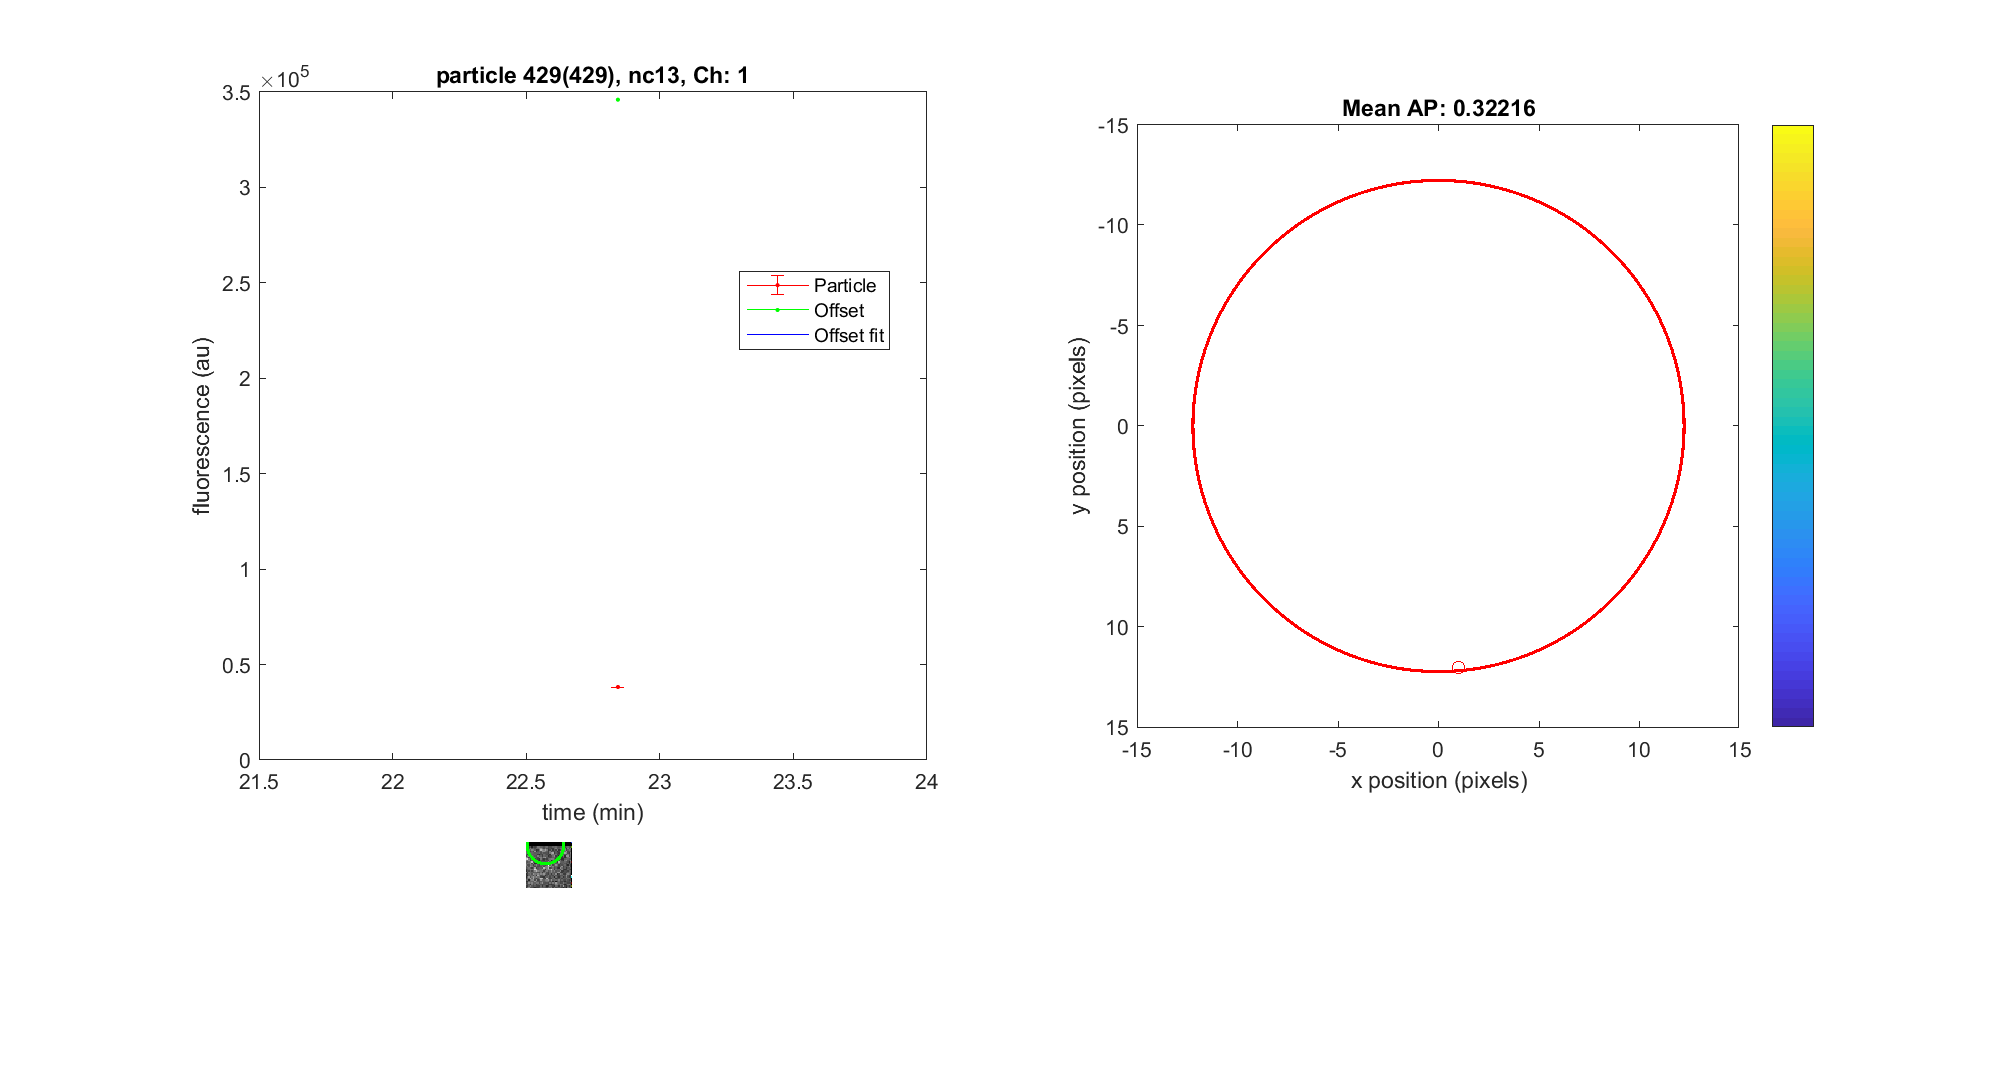 particle 429(429), nc13, Ch: 1
×10⁵
3.5
3
2.5
2
1.5
1
0.5
0
fluorescence (au)
21.5 22 22.5 23 23.5 24
time (min)
Particle
Offset
Offset fit
Mean AP: 0.32216
-15
-10
-5
0
5
10
15
y position (pixels)
-15 -10 -5 0 5 10 15
x position (pixels)